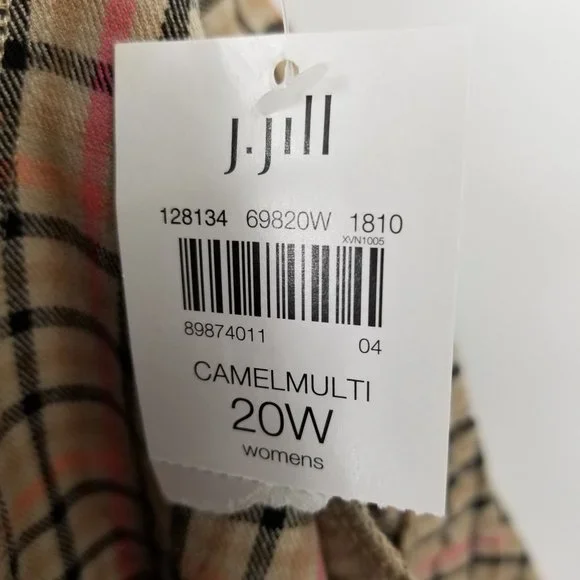 J.Jill
128134 69820W 1810
XVN1005
89874011 04
CAMELMULTI
20W
womens